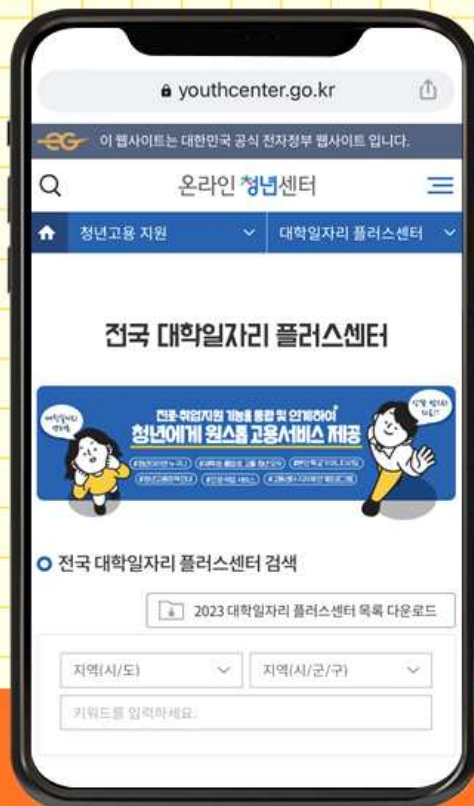 youthcenter.go.kr
이 웹사이트는 대한민국 공식 전자정부 웹사이트 입니다.
온라인 청년센터
청년고용 지원
대학일자리 플러스센터
전국 대학일자리 플러스센터
진로·취업지원 기능을 통합 및 연계하여
청년에게 원스톱 고용서비스 제공
전국 대학일자리 플러스센터 검색
2023 대학일자리 플러스센터 목록 다운로드
지역(시/도)
지역(시/군/구)
키워드를 입력하세요.